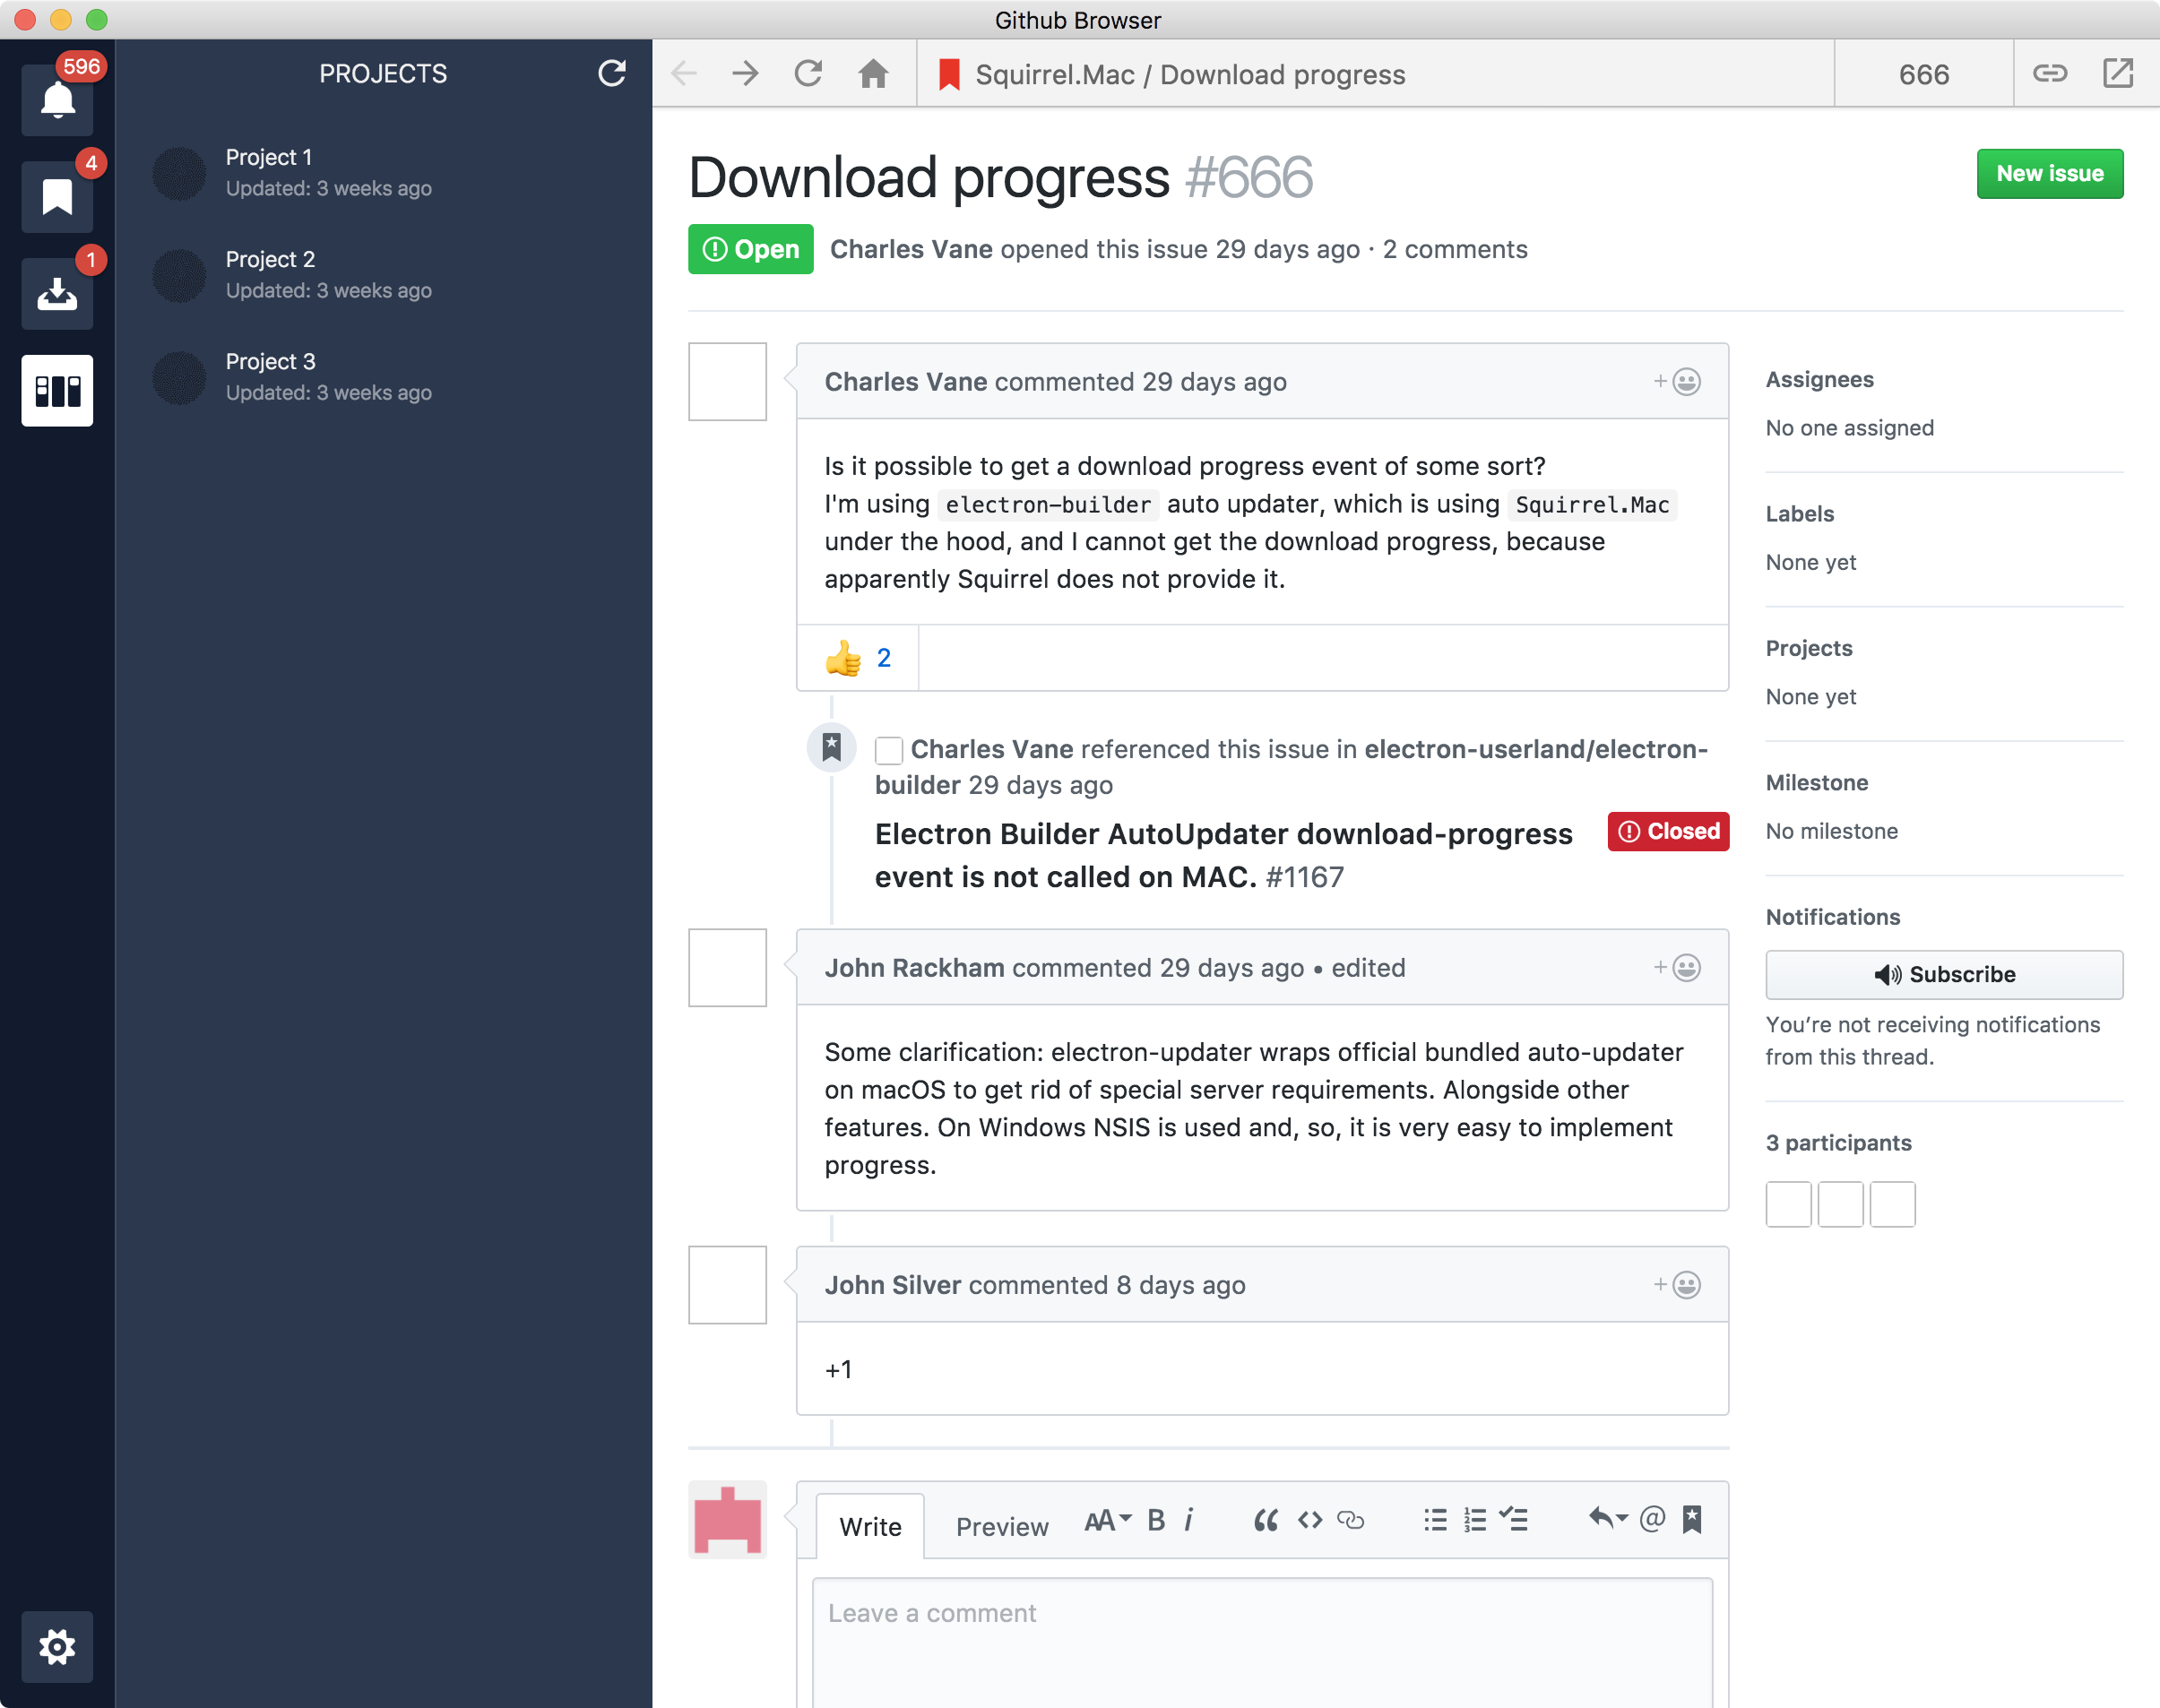 Github Browser
596
4
1
PROJECTS
Project 1
Updated: 3 weeks ago
Project 2
Updated: 3 weeks ago
Project 3
Updated: 3 weeks ago
Squirrel.Mac / Download progress
666
Download progress #666
New issue
Open
Charles Vane opened this issue 29 days ago · 2 comments
Charles Vane commented 29 days ago
+
Is it possible to get a download progress event of some sort?
I'm using electron-builder auto updater, which is using Squirrel.Mac
under the hood, and I cannot get the download progress, because
apparently Squirrel does not provide it.
👍 2
Charles Vane referenced this issue in electron-userland/electron-
builder 29 days ago
Electron Builder AutoUpdater download-progress
event is not called on MAC. #1167
Closed
John Rackham commented 29 days ago • edited
+
Some clarification: electron-updater wraps official bundled auto-updater
on macOS to get rid of special server requirements. Alongside other
features. On Windows NSIS is used and, so, it is very easy to implement
progress.
John Silver commented 8 days ago
+
+1
Write
Preview
AA B i
@
Leave a comment
Assignees
No one assigned
Labels
None yet
Projects
None yet
Milestone
No milestone
Notifications
Subscribe
You’re not receiving notifications
from this thread.
3 participants